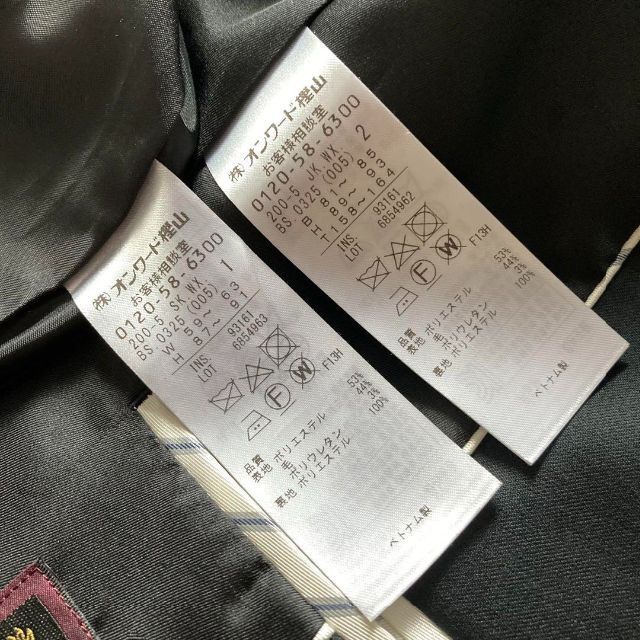 ㈱オンワード樫山
お客様相談室
0120-58-6300
200-5 SK WX
BS 0325 (005) 1
W 59~ 63
H 87~ 93
INS 93161
LOT 6854963
F W F13H
品質
表地 ポリエステル 53%
毛 44%
ポリウレタン 3%
裏地 ポリエステル 100%
ベトナム製
㈱オンワード樫山
お客様相談室
0120-58-6300
200-5 JK WX
BS 0325 (005) 2
B 81~ 85
H 91~ 93
158~164
INS 93161
LOT 6854962
F W F13H
品質
表地 ポリエステル 53%
毛 44%
ポリウレタン 3%
裏地 ポリエステル 100%
ベトナム製